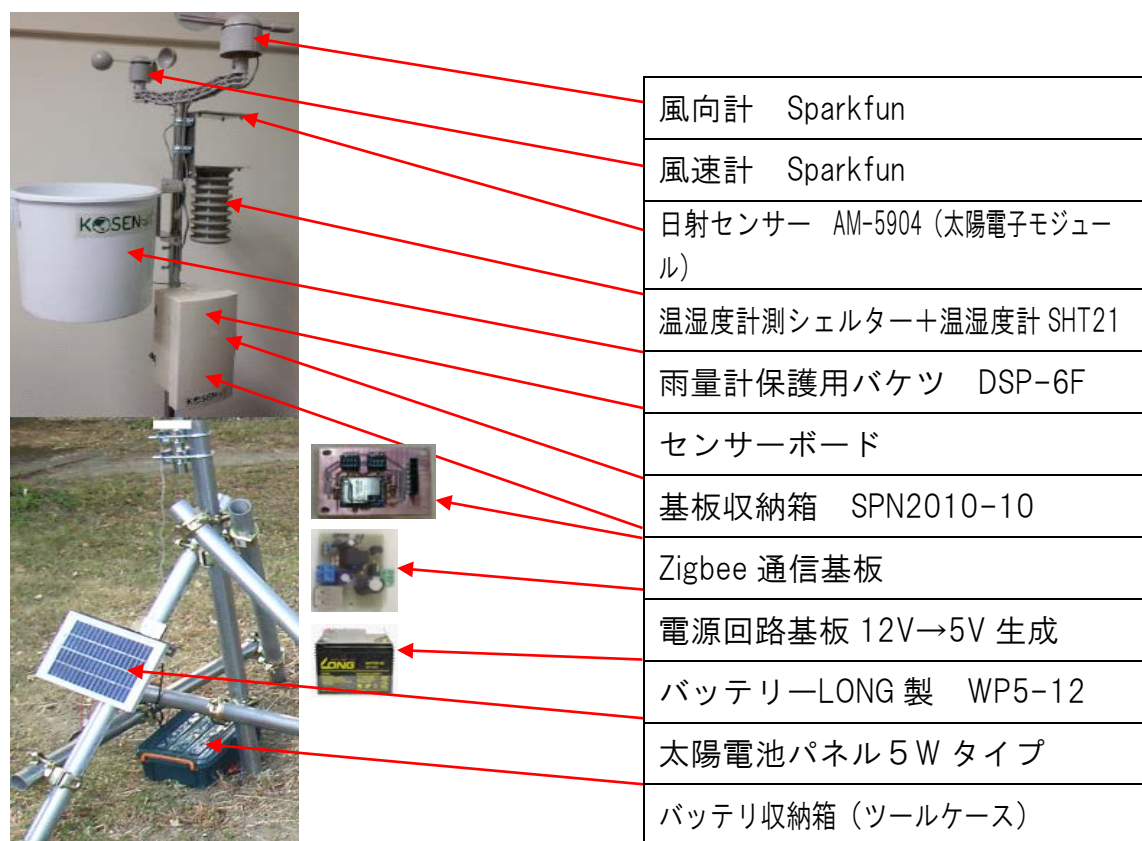 KOSEN
KOSEN
LONG
風向計　Sparkfun
風速計　Sparkfun
日射センサー　AM-5904（太陽電子モジュー
ル）
温湿度計測シェルター＋温湿度計 SHT21
雨量計保護用バケツ　DSP-6F
センサーボード
基板収納箱　SPN2010-10
Zigbee 通信基板
電源回路基板 12V→5V 生成
バッテリーLONG 製　WP5-12
太陽電池パネル５W タイプ
バッテリ収納箱（ツールケース）